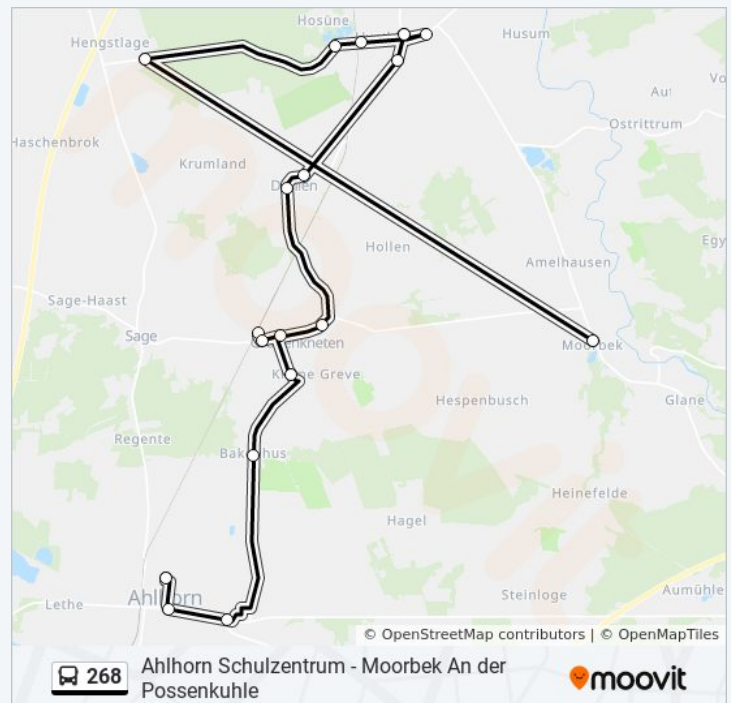 Hosüne
Hengstlage
Husum
Ostrittrum
Haschenbrok
Krumland
Hollen
Amelhausen
Sage-Haast
Sage
Moorbek
Hespenbusch
Glane
Regente
Heinefelde
Hagel
Steinloge
Lethe
Ahlhorn
Aumühle
© OpenStreetMap contributors | © OpenMapTiles
268
Ahlhorn Schulzentrum - Moorbek An der
Possenkuhle
moovit